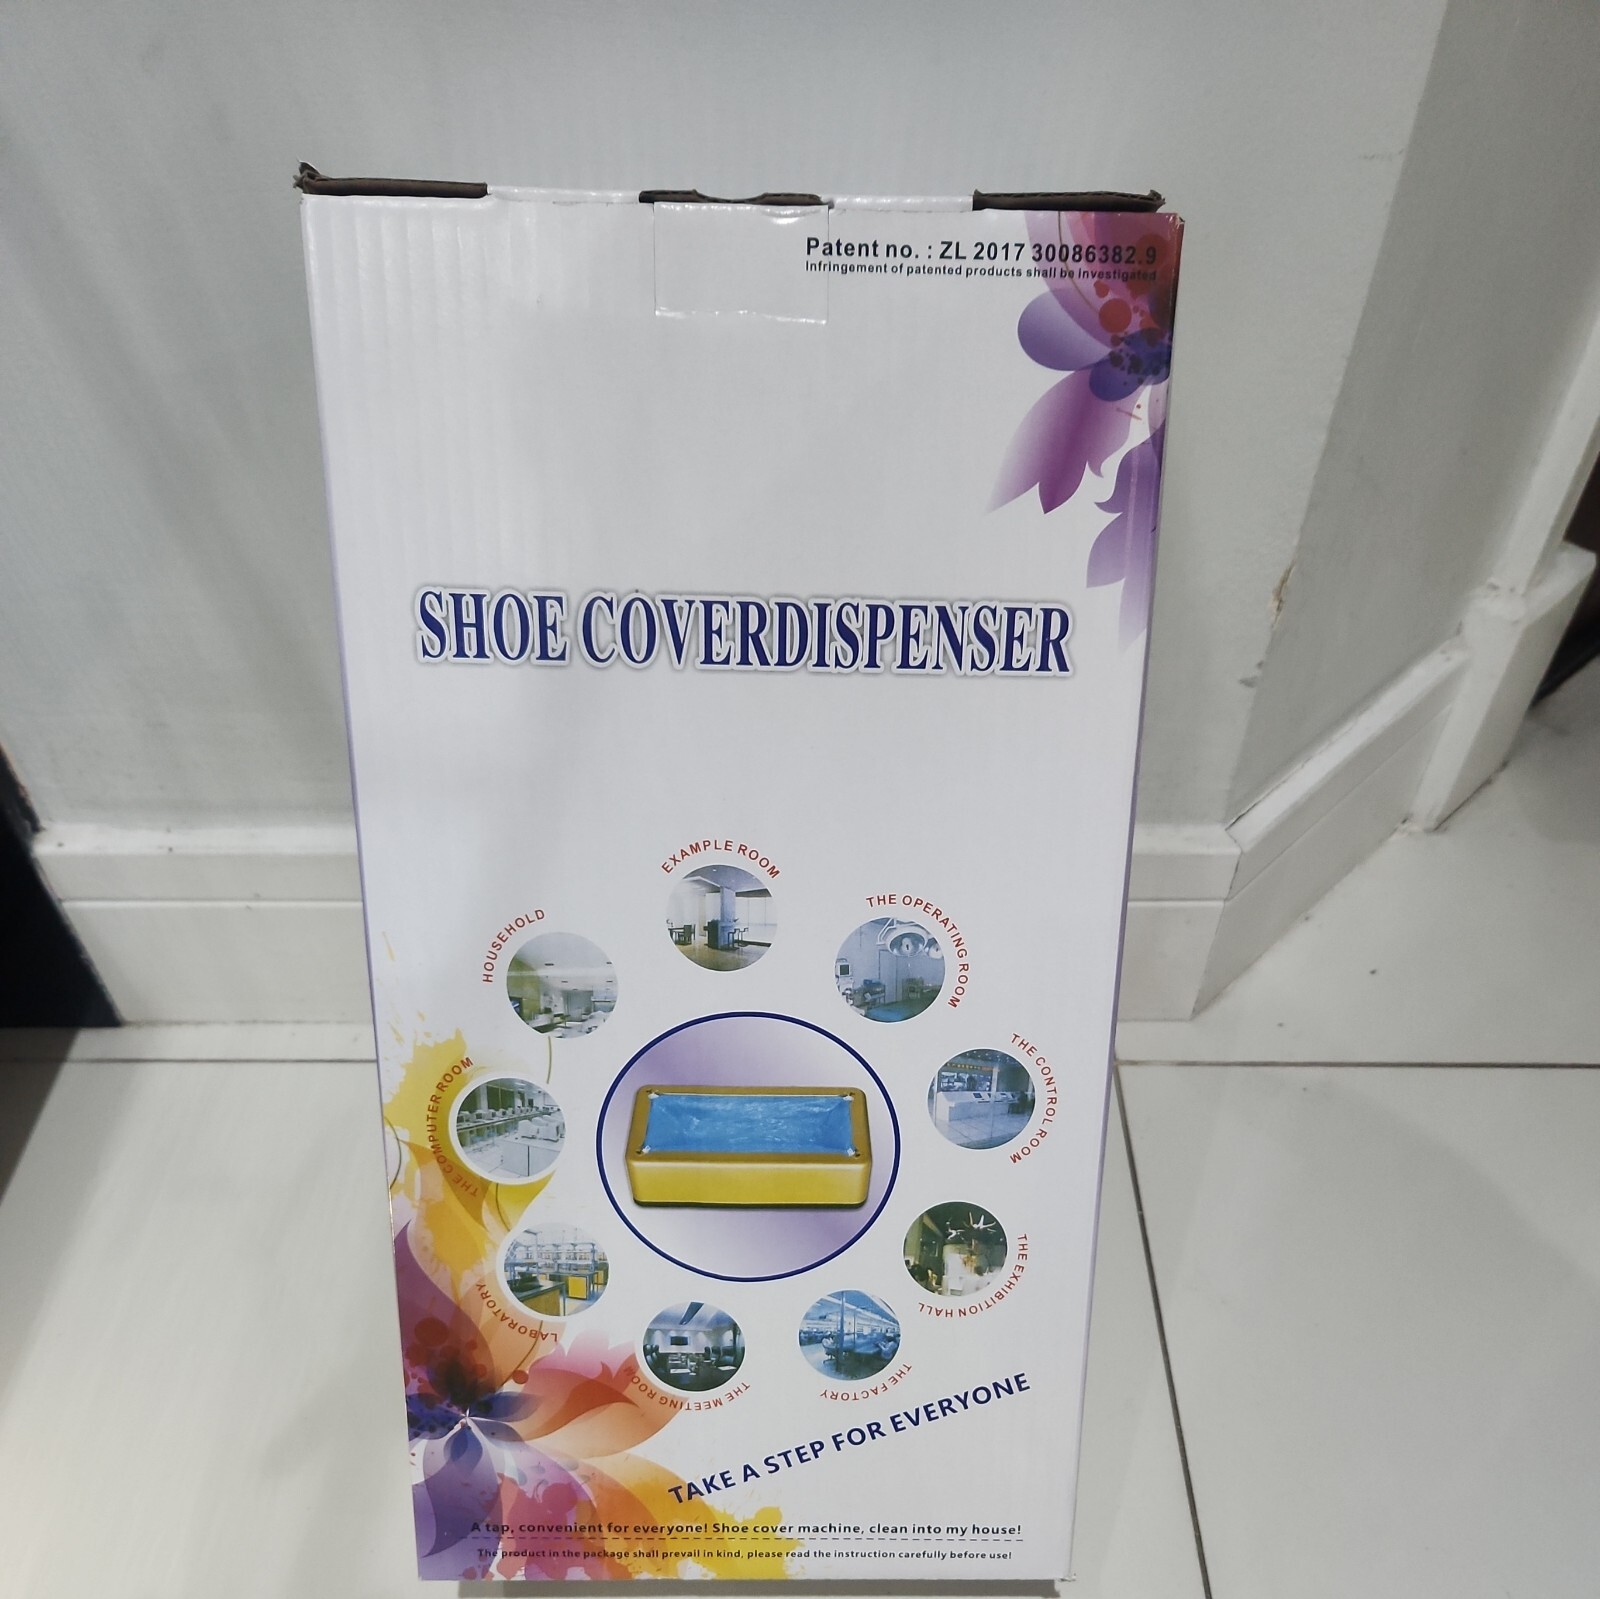 Patent no. : ZL 2017 30086382.9
Infringement of patented products shall be investigated
SHOE COVERDISPENSER
EXAMPLE ROOM
THE OPERATING ROOM
HOUSEHOLD
THE CONTROL ROOM
THE COMPUTER ROOM
THE EXHIBITION HALL
LABORATORY
THE MEETING ROOM
THE FACTORY
TAKE A STEP FOR EVERYONE
A tap, convenient for everyone! Shoe cover machine, clean into my house!
The product in the package shall prevail in kind, please read the instruction carefully before use!